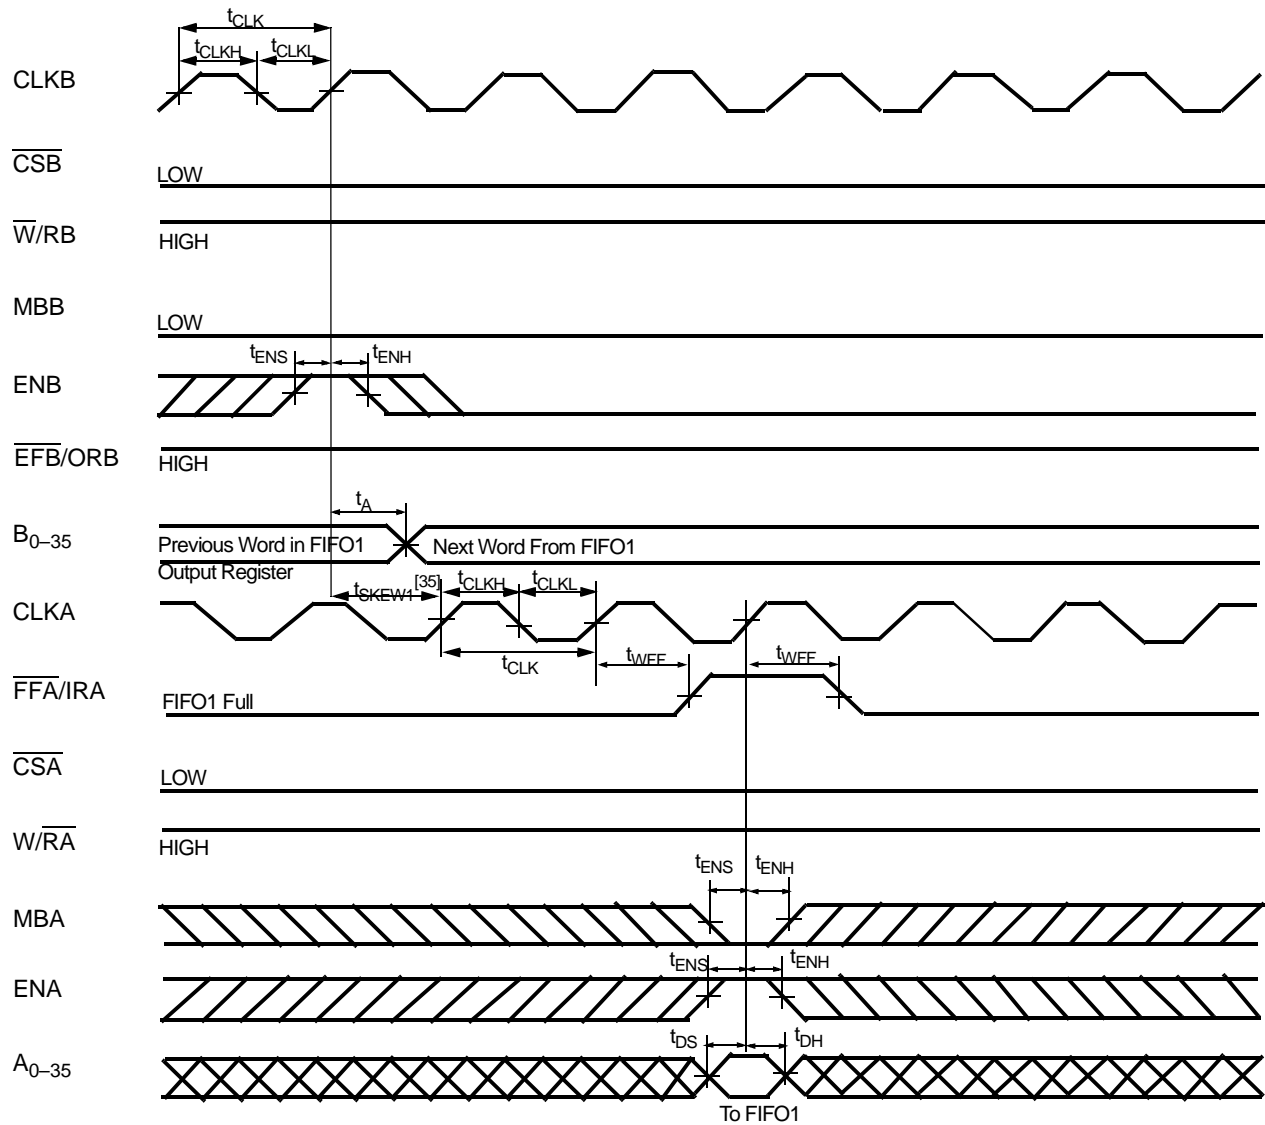 tCLK
tCLKH tCLKL
CLKB
CSB
LOW
W/RB
HIGH
MBB
LOW
tENS tENH
ENB
EFB/ORB
HIGH
tA
B0–35
Previous Word in FIFO1 Next Word From FIFO1
Output Register
tSKEW1[35] tCLKH tCLKL
CLKA
tCLK
tWFF tWFF
FFA/IRA
FIFO1 Full
CSA
LOW
W/RA
HIGH
tENS tENH
MBA
tENS tENH
ENA
tDS tDH
A0–35
To FIFO1